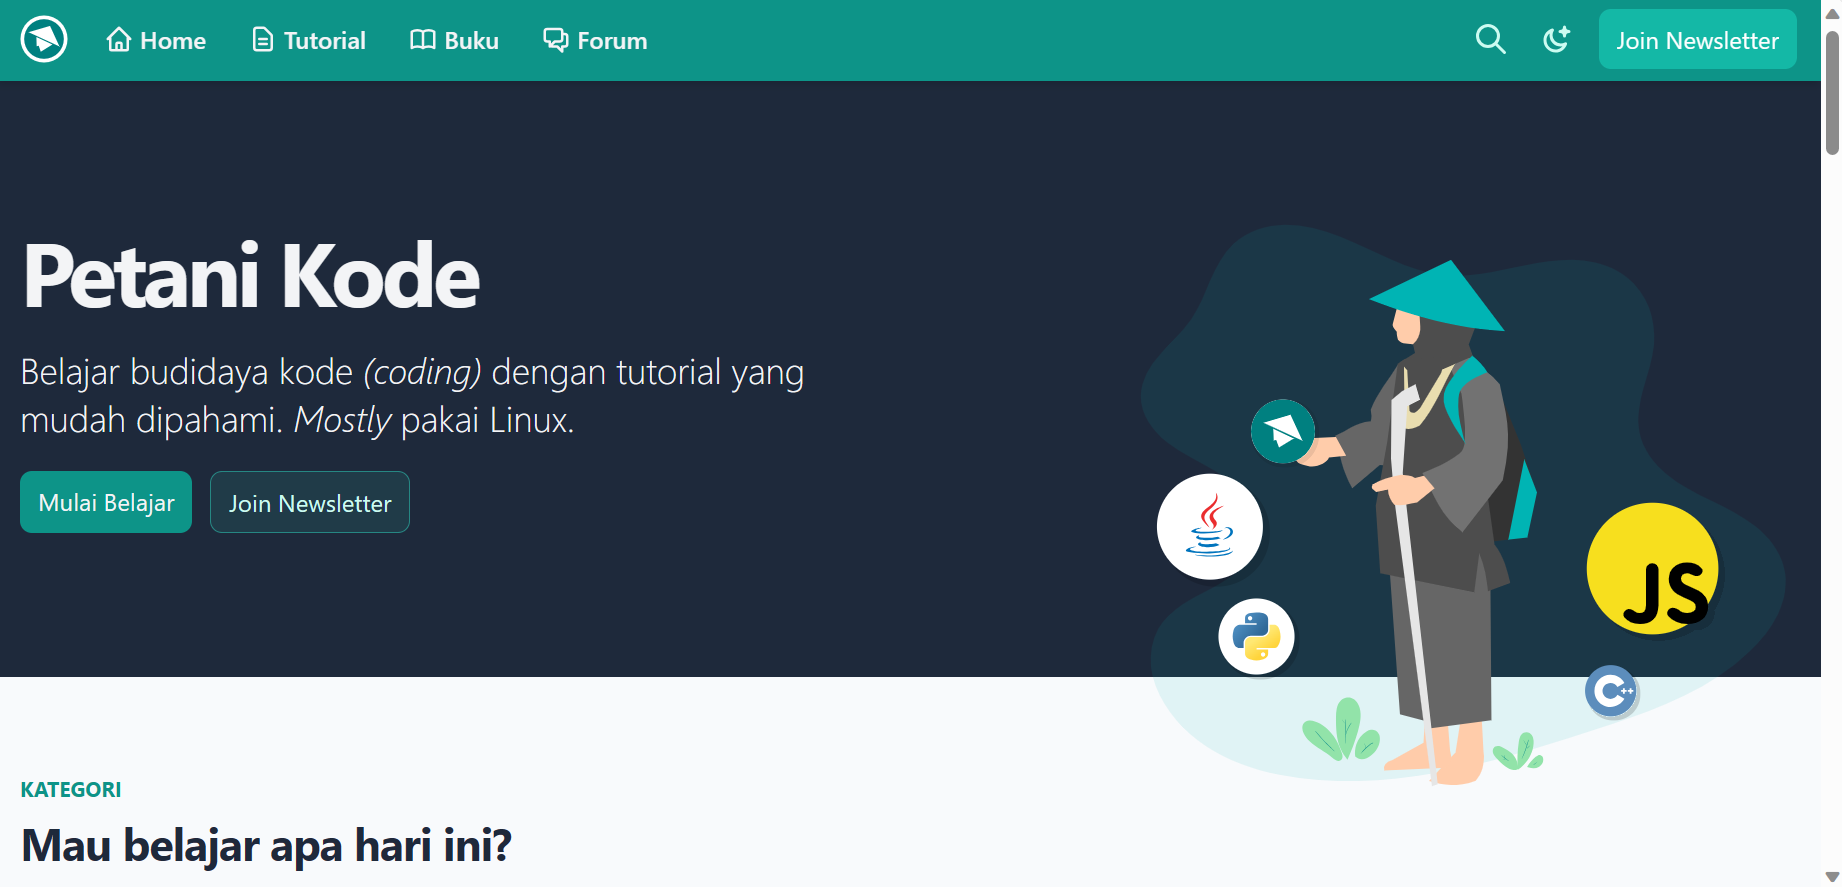 Home Tutorial Buku Forum Join Newsletter
Petani Kode
Belajar budidaya kode (coding) dengan tutorial yang
mudah dipahami. Mostly pakai Linux.
Mulai Belajar Join Newsletter
JS
C++
KATEGORI
Mau belajar apa hari ini?